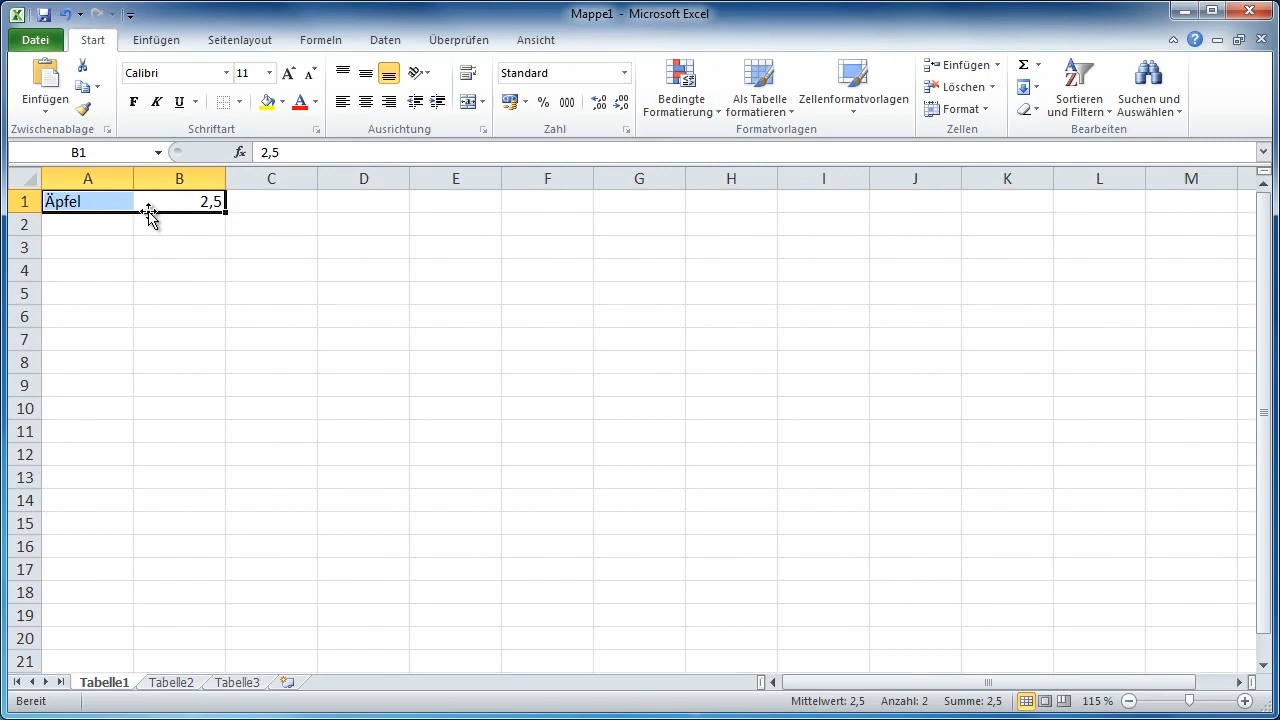 Mappe1 - Microsoft Excel
Datei Start Einfügen Seitenlayout Formeln Daten Überprüfen Ansicht
Einfügen
Zwischenablage
Calibri 11
F K U A
Schriftart
Ausrichtung
Standard
% 000
Zahl
Bedingte Formatierung
Als Tabelle formatieren
Zellenformatvorlagen
Formatvorlagen
Einfügen
Löschen
Format
Zellen
Σ
Sortieren und Filtern
Suchen und Auswählen
Bearbeiten
B1 fx 2,5
A B C D E F G H I J K L M
1 Äpfel 2,5
2
3
4
5
6
7
8
9
10
11
12
13
14
15
16
17
18
19
20
21
Tabelle1 Tabelle2 Tabelle3
Bereit Mittelwert: 2,5 Anzahl: 2 Summe: 2,5 115 %